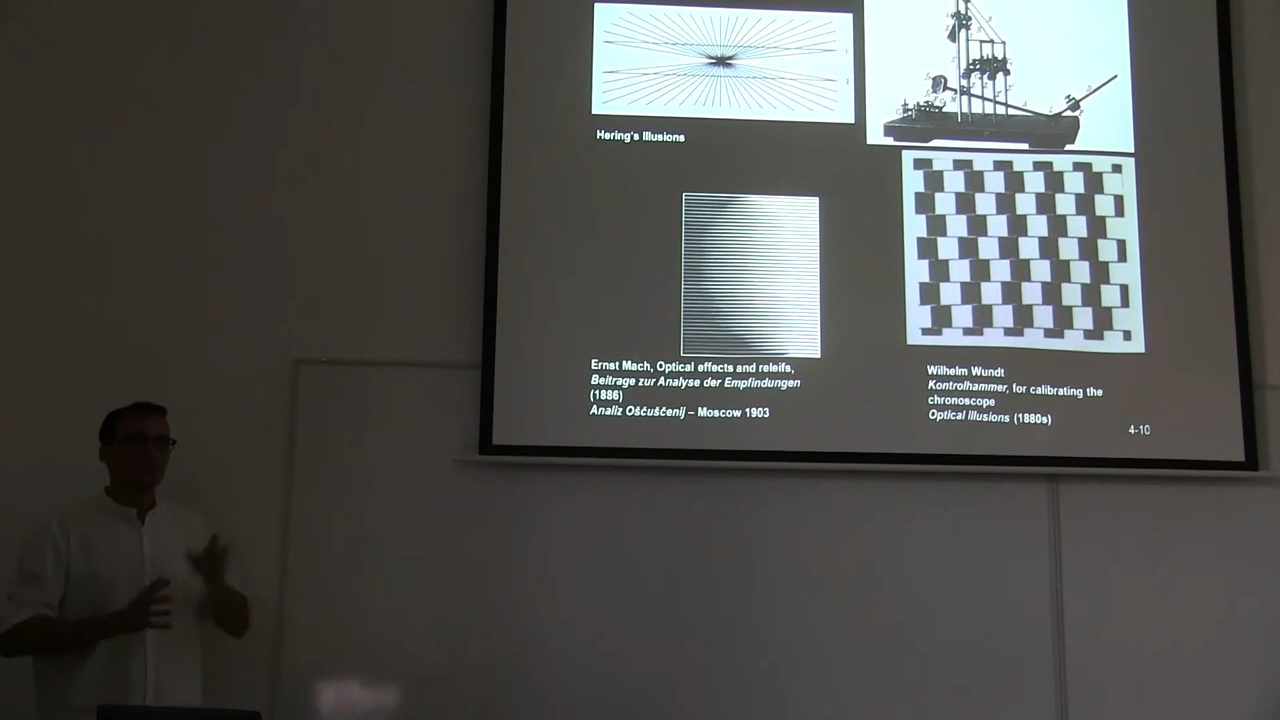 Hering's Illusions
Ernst Mach, Optical effects and releifs,
Beitrage zur Analyse der Empfindungen
(1886)
Analiz Oščuščenij – Moscow 1903
Wilhelm Wundt
Kontrolhammer, for calibrating the
chronoscope
Optical illusions (1880s)
4-10